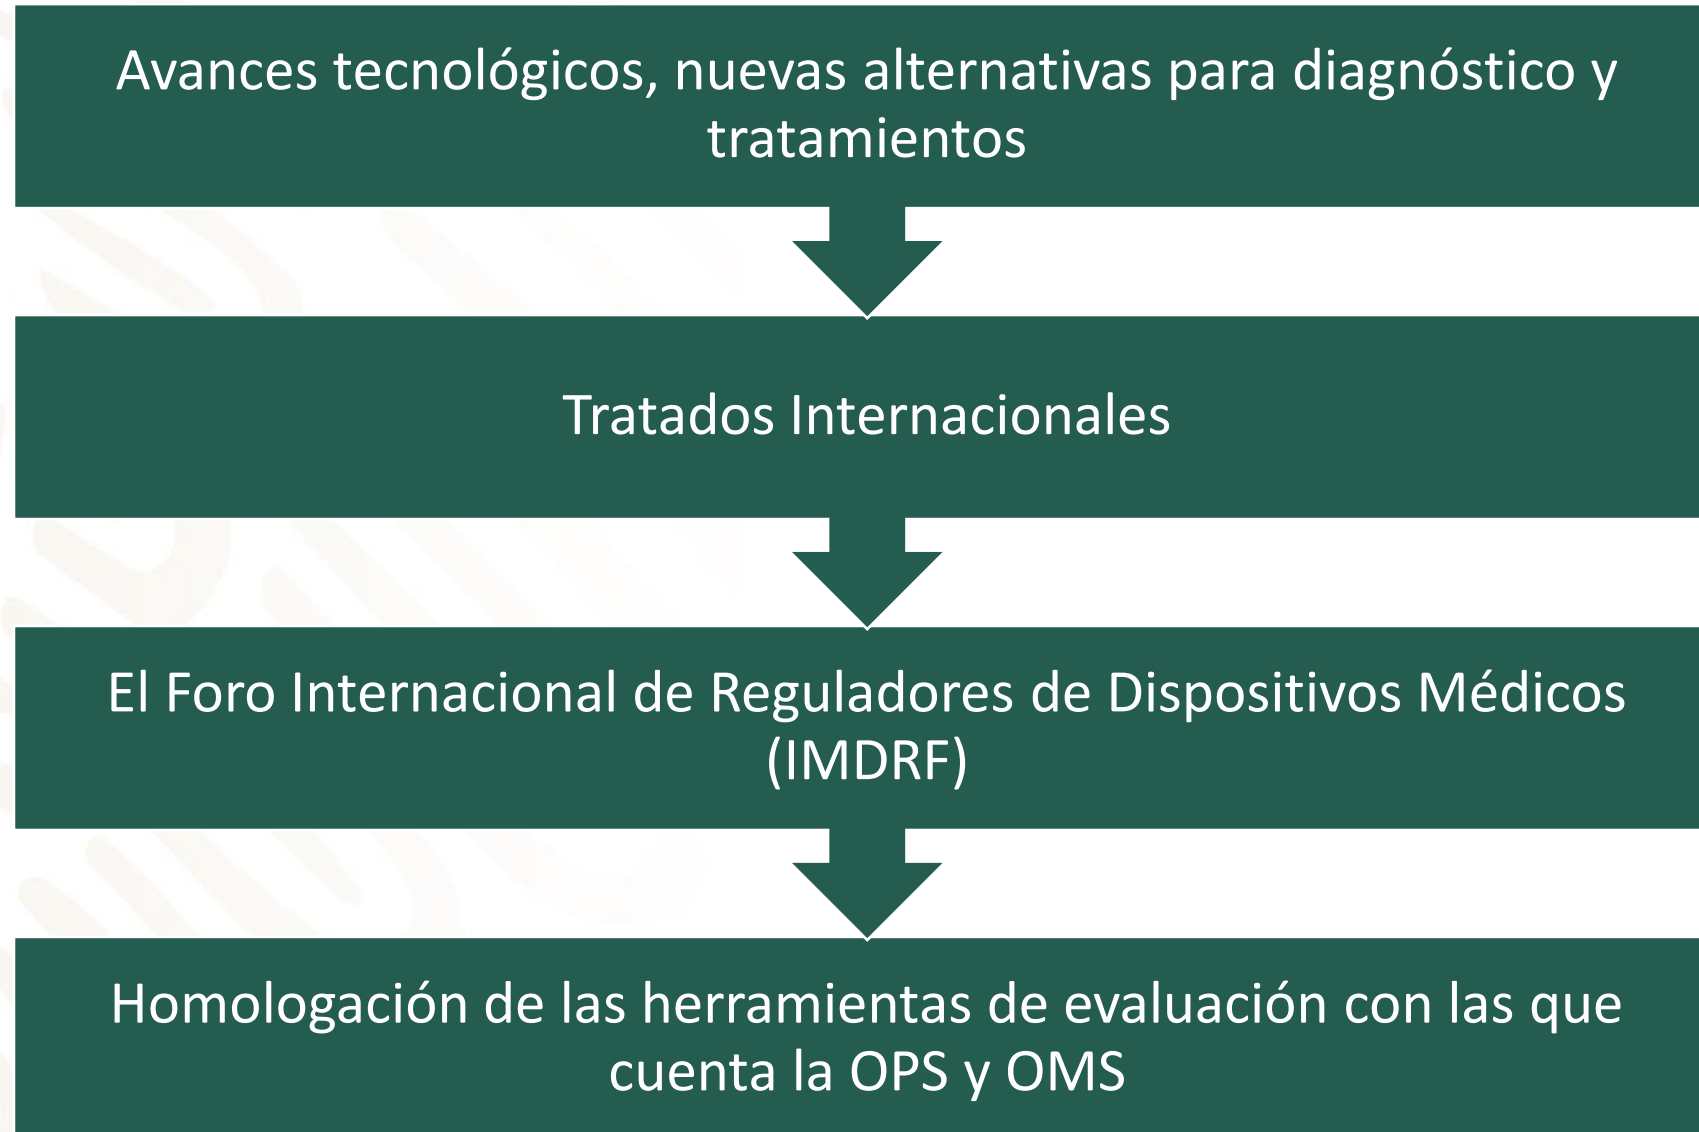 Avances tecnológicos, nuevas alternativas para diagnóstico y
tratamientos
Tratados Internacionales
El Foro Internacional de Reguladores de Dispositivos Médicos
(IMDRF)
Homologación de las herramientas de evaluación con las que
cuenta la OPS y OMS